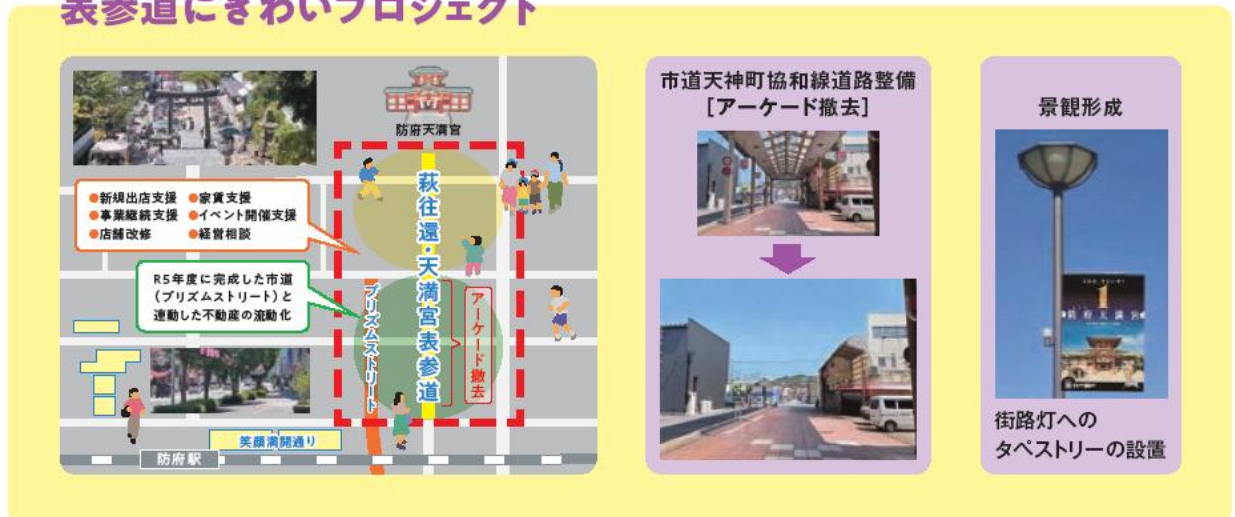 表参道にぎわいプロジェクト
防府天満宮
●新規出店支援 ●家賃支援
●事業継続支援 ●イベント開催支援
●店舗改修 ●経営相談
R5年度に完成した市道
(プリズムストリート)と
連動した不動産の流動化
萩往還・天満宮表参道
プリズムストリート
アーケード撤去
笑顔満開通り
防府駅
市道天神町協和線道路整備
[アーケード撤去]
景観形成
1
防府天満宮
街路灯への
タペストリーの設置